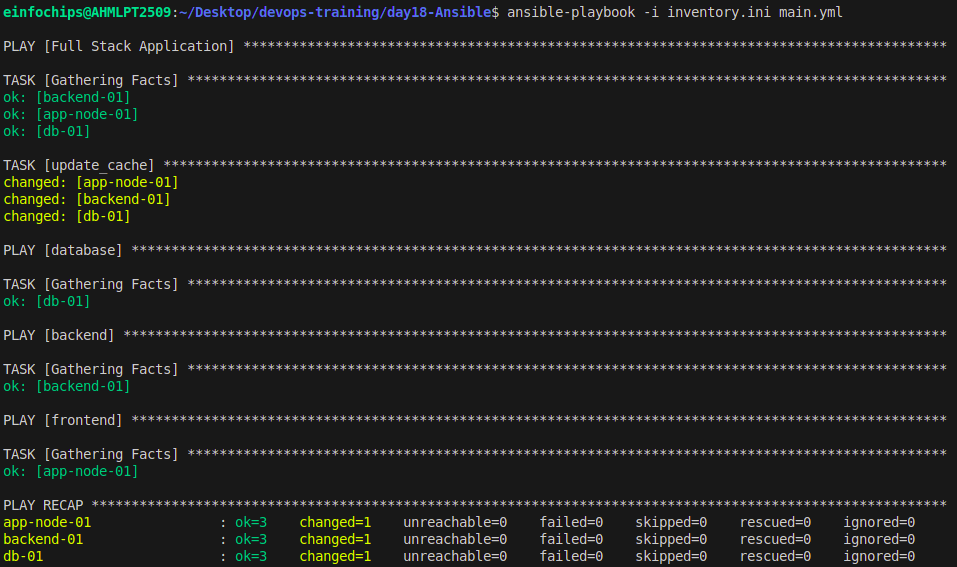 einfochips@AHMLPT2509:~/Desktop/devops-training/day18-Ansible$ ansible-playbook -i inventory.ini main.yml
PLAY [Full Stack Application] ****************************************************************************************
TASK [Gathering Facts] ***********************************************************************************************
ok: [backend-01]
ok: [app-node-01]
ok: [db-01]
TASK [update_cache] **************************************************************************************************
changed: [app-node-01]
changed: [backend-01]
changed: [db-01]
PLAY [database] ******************************************************************************************************
TASK [Gathering Facts] ***********************************************************************************************
ok: [db-01]
PLAY [backend] *******************************************************************************************************
TASK [Gathering Facts] ***********************************************************************************************
ok: [backend-01]
PLAY [frontend] ******************************************************************************************************
TASK [Gathering Facts] ***********************************************************************************************
ok: [app-node-01]
PLAY RECAP ***********************************************************************************************************
app-node-01                : ok=3    changed=1    unreachable=0    failed=0    skipped=0    rescued=0    ignored=0
backend-01                 : ok=3    changed=1    unreachable=0    failed=0    skipped=0    rescued=0    ignored=0
db-01                      : ok=3    changed=1    unreachable=0    failed=0    skipped=0    rescued=0    ignored=0